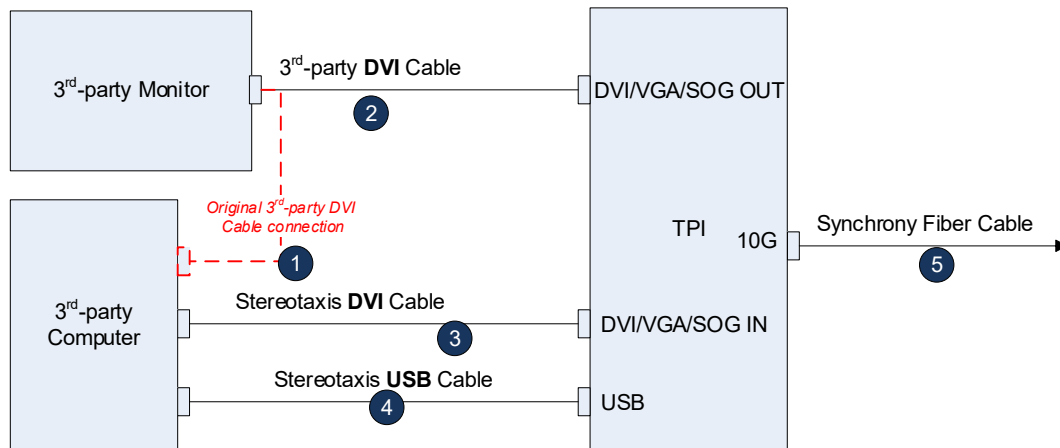 3rd-party Monitor
3rd-party DVI Cable
2
DVI/VGA/SOG OUT
Original 3rd-party DVI
Cable connection
1
TPI
10G
Synchrony Fiber Cable
5
3rd-party
Computer
Stereotaxis DVI Cable
3
DVI/VGA/SOG IN
Stereotaxis USB Cable
4
USB